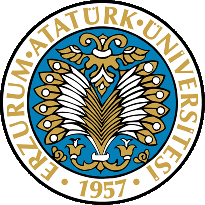 ERZURUM • ATATÜRK • ÜNİVERSİTESİ
• 1957 •